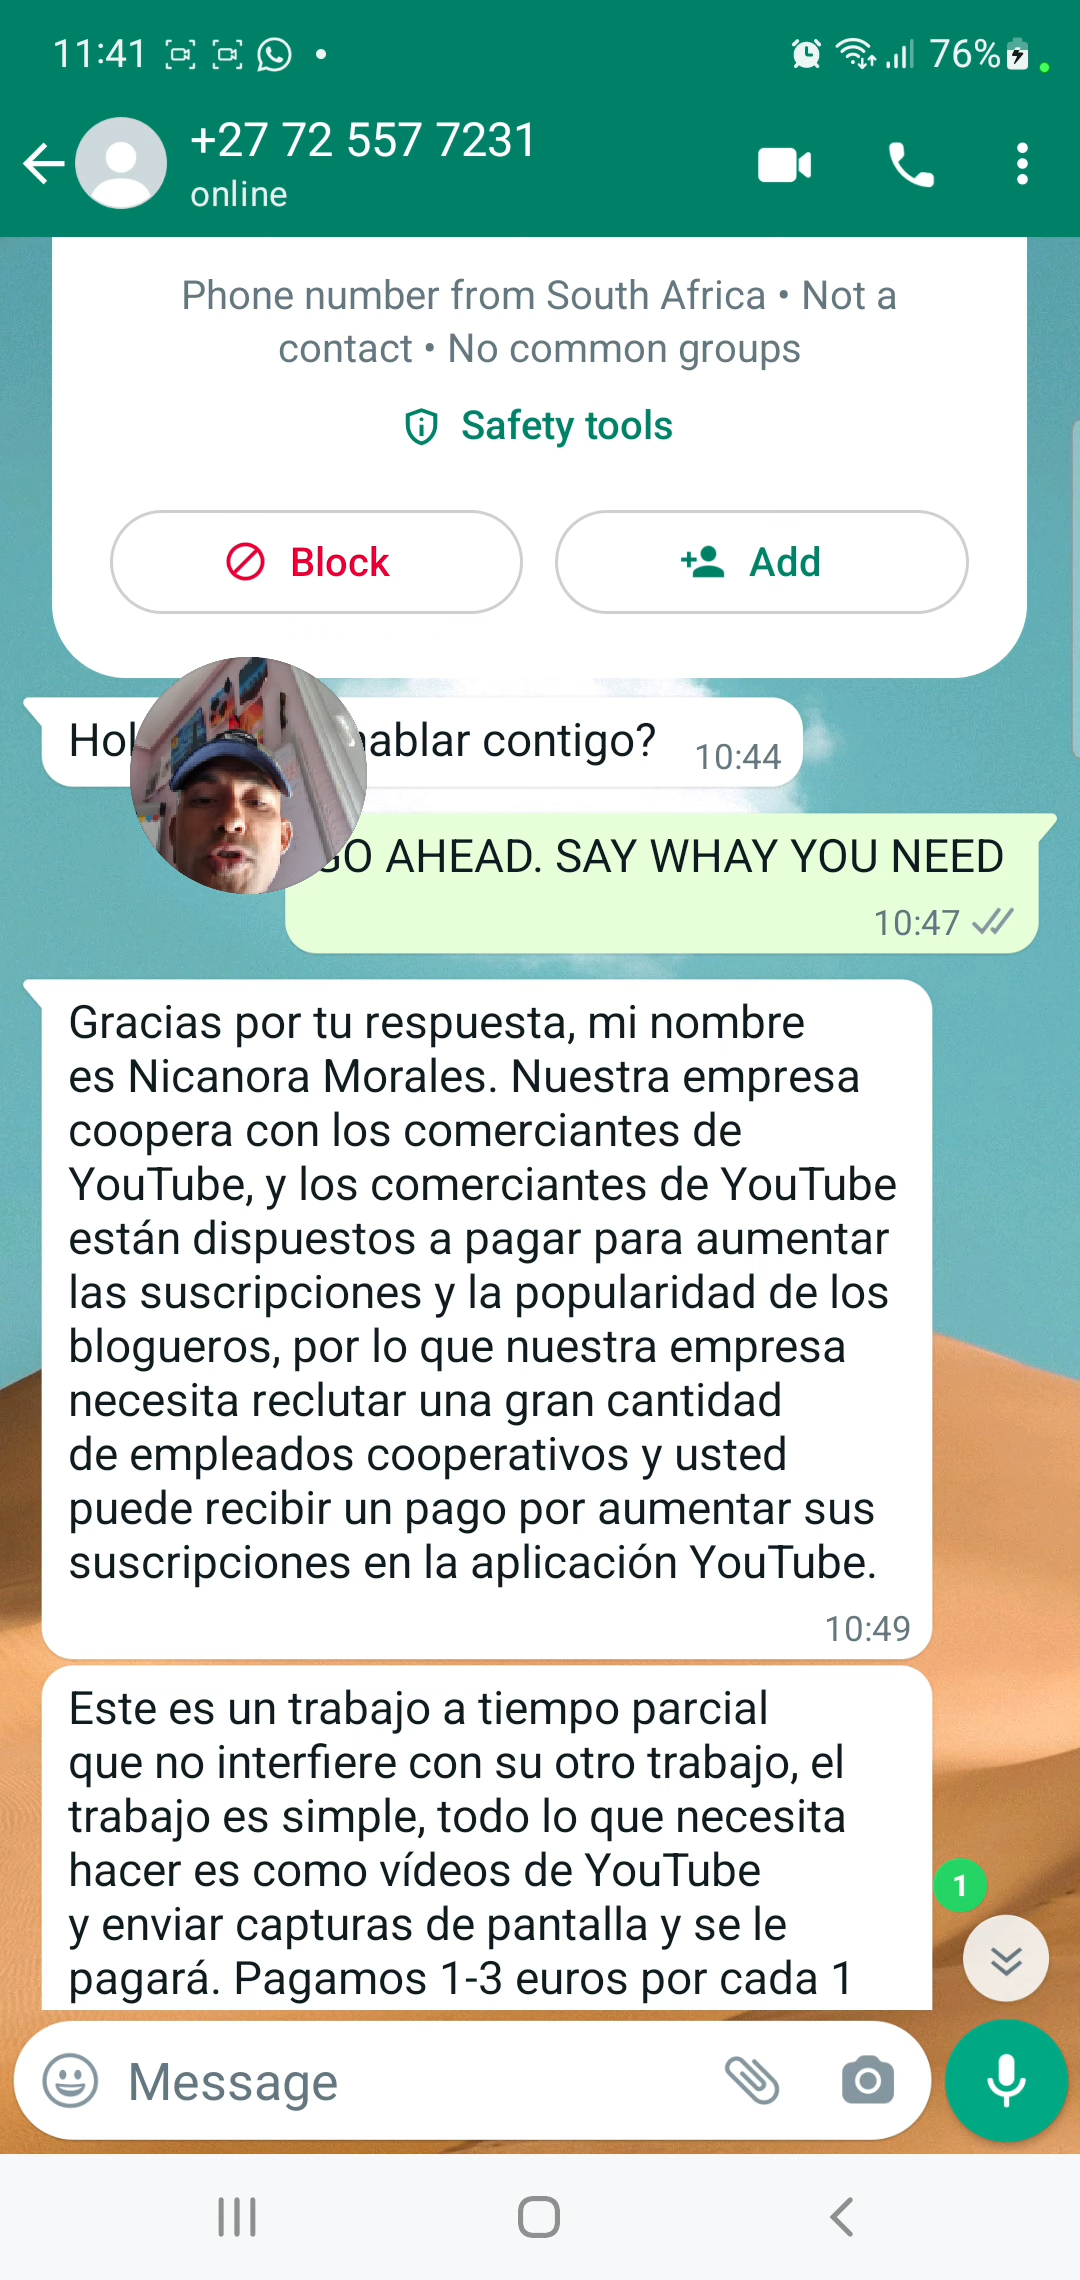 11:41
76%
+27 72 557 7231
online
Phone number from South Africa • Not a
contact • No common groups
Safety tools
Block
Add
contigo?
10:44
AHEAD. SAY WHAY YOU NEED
10:47
Gracias por tu respuesta, mi nombre
es Nicanora Morales. Nuestra empresa
coopera con los comerciantes de
YouTube, y los comerciantes de YouTube
están dispuestos a pagar para aumentar
las suscripciones y la popularidad de los
blogueros, por lo que nuestra empresa
necesita reclutar una gran cantidad
de empleados cooperativos y usted
puede recibir un pago por aumentar sus
suscripciones en la aplicación YouTube.
10:49
Este es un trabajo a tiempo parcial
que no interfiere con su otro trabajo, el
trabajo es simple, todo lo que necesita
hacer es como vídeos de YouTube
y enviar capturas de pantalla y se le
pagará. Pagamos 1-3 euros por cada 1
1
Message